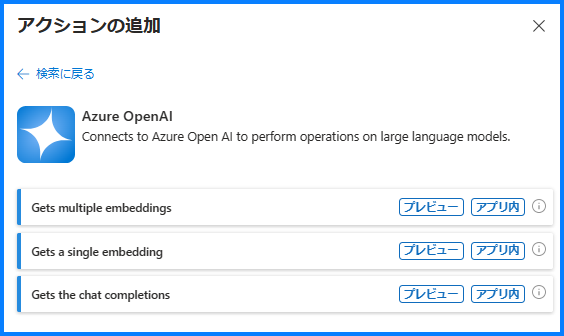 アクションの追加
← 検索に戻る
Azure OpenAI
Connects to Azure Open AI to perform operations on large language models.
Gets multiple embeddings プレビュー アプリ内
Gets a single embedding プレビュー アプリ内
Gets the chat completions プレビュー アプリ内